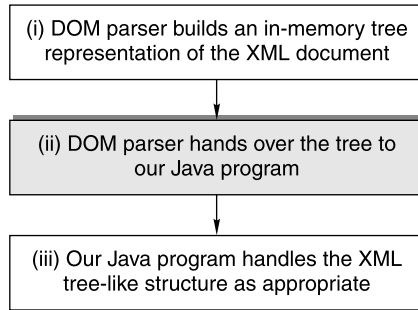 (i) DOM parser builds an in-memory tree
representation of the XML document
(ii) DOM parser hands over the tree to
our Java program
(iii) Our Java program handles the XML
tree-like structure as appropriate